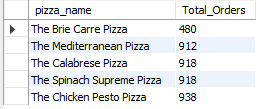 pizza_name Total_Orders
The Brie Carre Pizza 480
The Mediterranean Pizza 912
The Calabrese Pizza 918
The Spinach Supreme Pizza 918
The Chicken Pesto Pizza 938